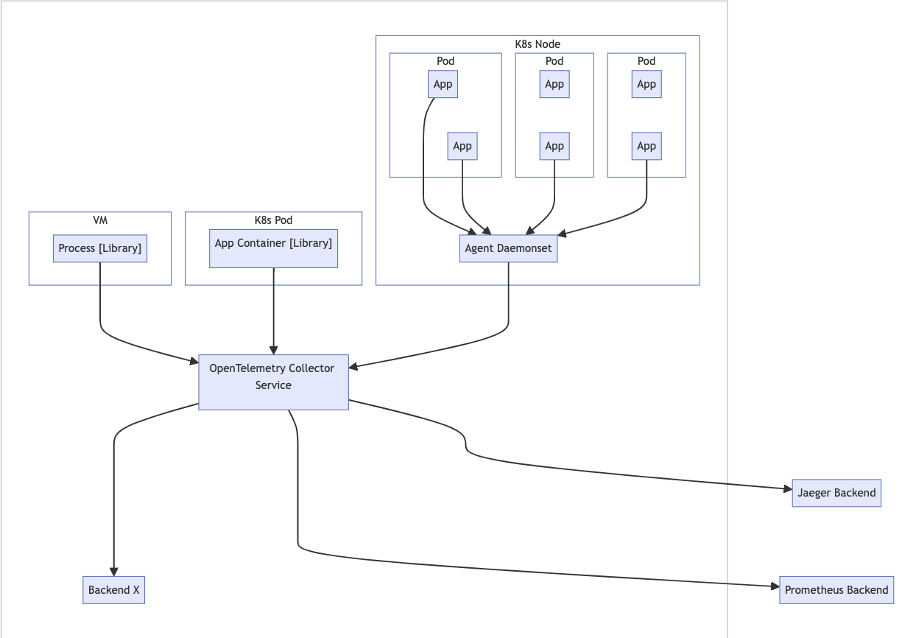 K8s Node
Pod
Pod
Pod
App
App
App
App
App
App
VM
K8s Pod
Process [Library]
App Container [Library]
Agent Daemonset
OpenTelemetry Collector
Service
Jaeger Backend
Backend X
Prometheus Backend